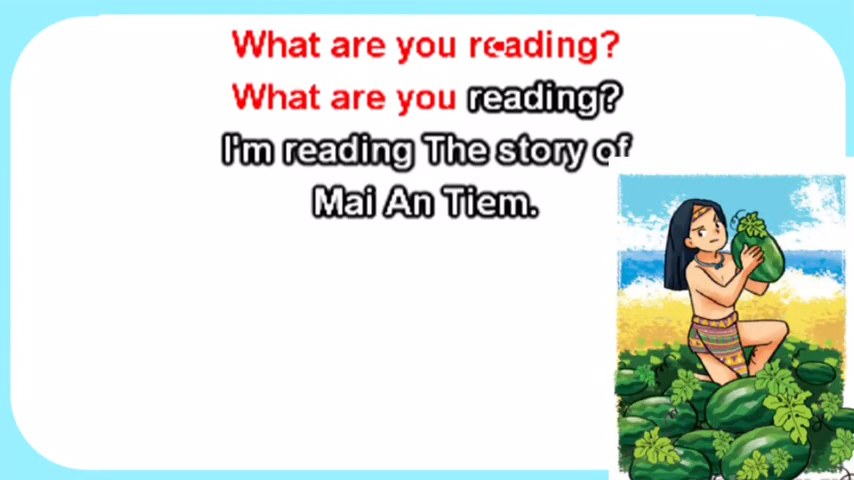 What are you reading?
What are you reading?
I'm reading The story of
Mai An Tiem.